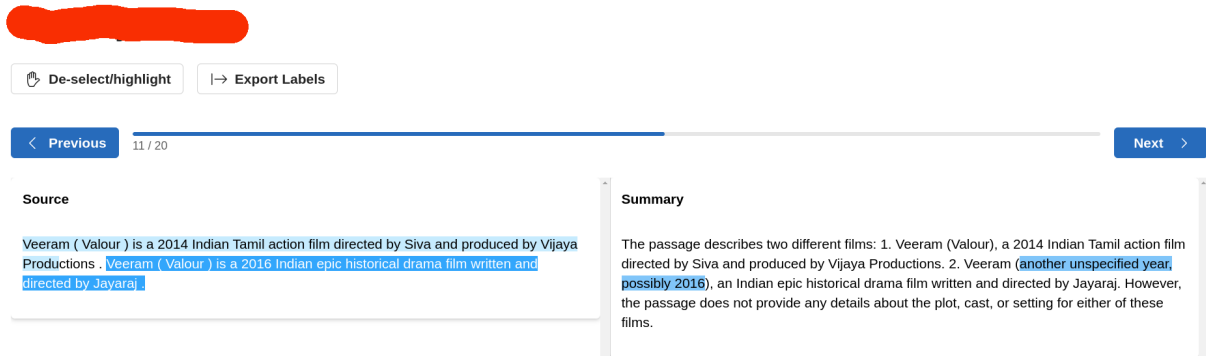 De-select/highlight
Export Labels
Previous
11 / 20
Next
Source
Veeram ( Valour ) is a 2014 Indian Tamil action film directed by Siva and produced by Vijaya
Productions . Veeram ( Valour ) is a 2016 Indian epic historical drama film written and
directed by Jayaraj .
Summary
The passage describes two different films: 1. Veeram (Valour), a 2014 Indian Tamil action film
directed by Siva and produced by Vijaya Productions. 2. Veeram (another unspecified year,
possibly 2016), an Indian epic historical drama film written and directed by Jayaraj. However,
the passage does not provide any details about the plot, cast, or setting for either of these
films.